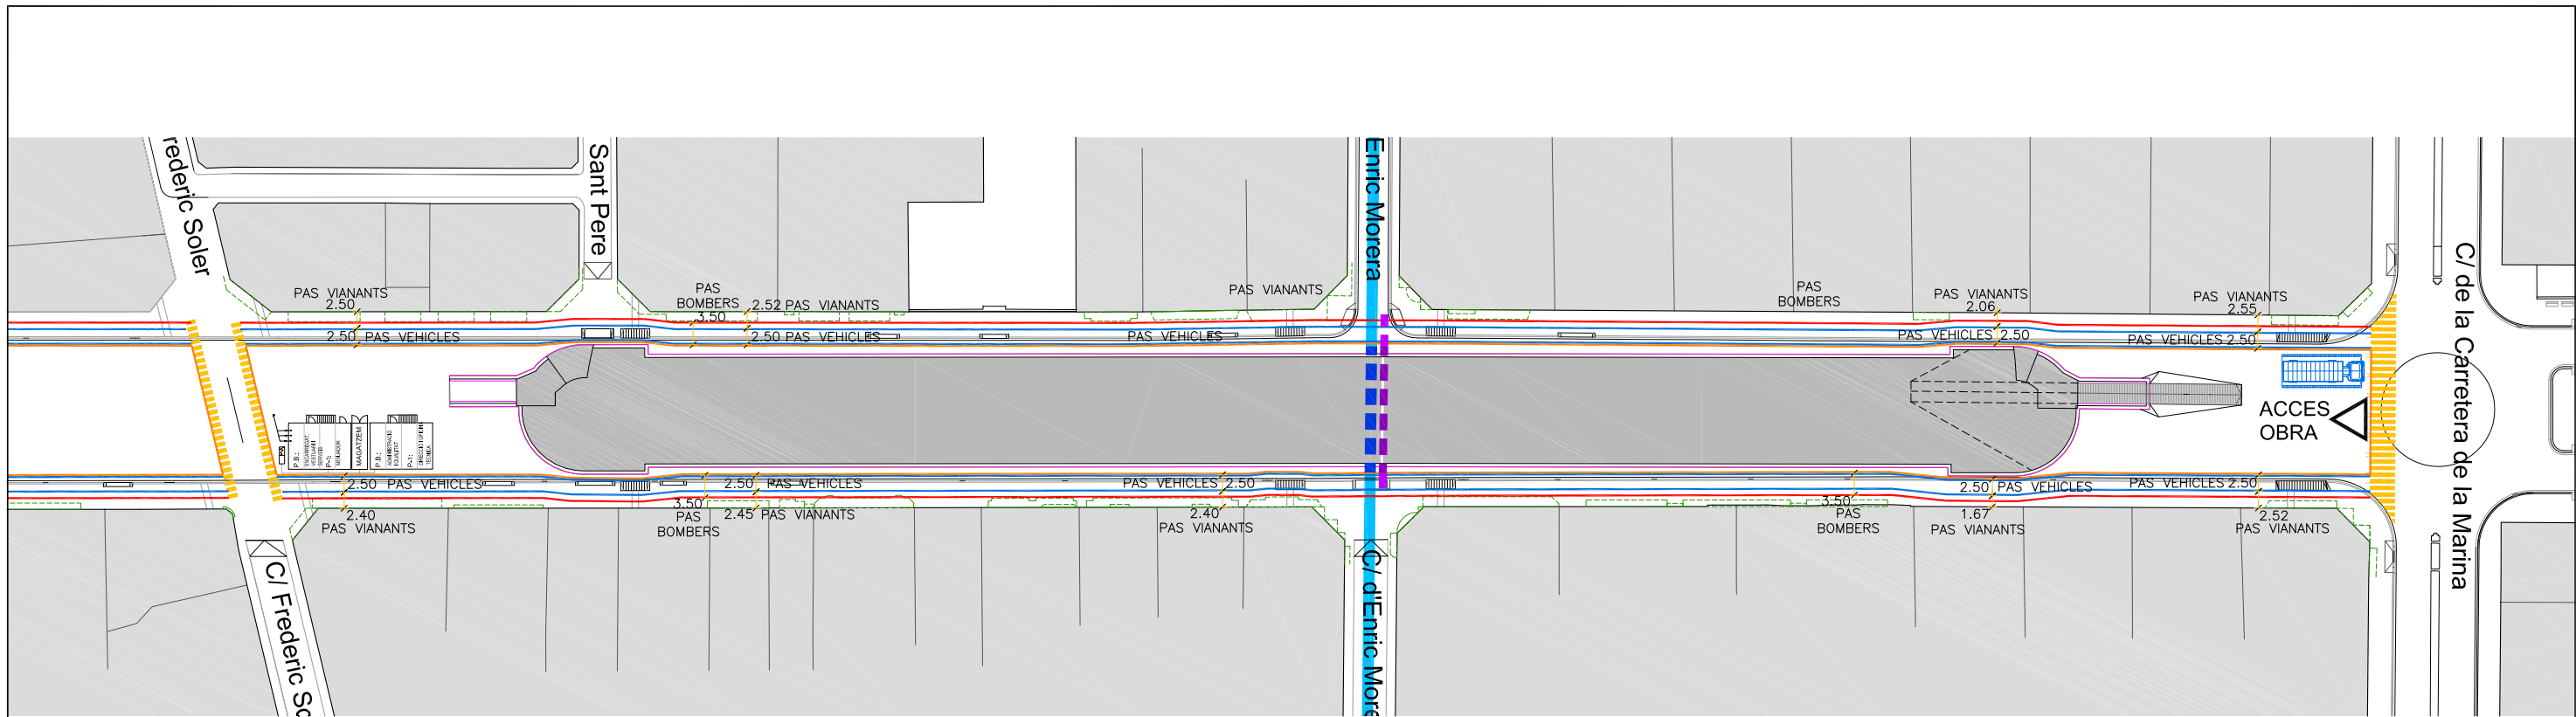 rederic Soler
Sant Pere
Enric Morera
C/ de la Carretera de la Marina
PAS VIANANTS
2.50
PAS
BOMBERS
3.50
2.52 PAS VIANANTS
PAS VIANANTS
PAS
BOMBERS
PAS VIANANTS
2.06
PAS VIANANTS
2.55
2.50 PAS VEHICLES
2.50 PAS VEHICLES
PAS VEHICLES
PAS VEHICLES 2.50
PAS VEHICLES 2.50
ACCES
OBRA
P.B.:
P+1:
MAGATZEM
P.B.:
P+1:
2.50 PAS VEHICLES
2.50 PAS VEHICLES
PAS VEHICLES 2.50
2.50 PAS VEHICLES
PAS VEHICLES 2.50
2.40
PAS VIANANTS
3.50
PAS
BOMBERS
2.45 PAS VIANANTS
2.40
PAS VIANANTS
3.50
PAS
BOMBERS
1.67
PAS VIANANTS
2.52
PAS VIANANTS
C/ Frederic So
C/ d'Enric More